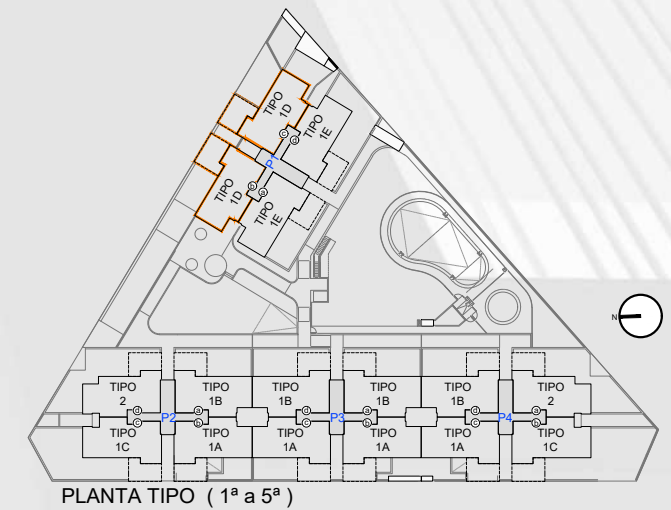 TIPO
1D
TIPO
1E
c
d
P1
b
a
TIPO
1D
TIPO
1E
N
TIPO
2
TIPO
1B
TIPO
1B
TIPO
1B
TIPO
1B
TIPO
2
d
a
d
a
d
a
P2
P3
P4
c
b
c
b
c
b
TIPO
1C
TIPO
1A
TIPO
1A
TIPO
1A
TIPO
1A
TIPO
1C
PLANTA TIPO ( 1ª a 5ª )